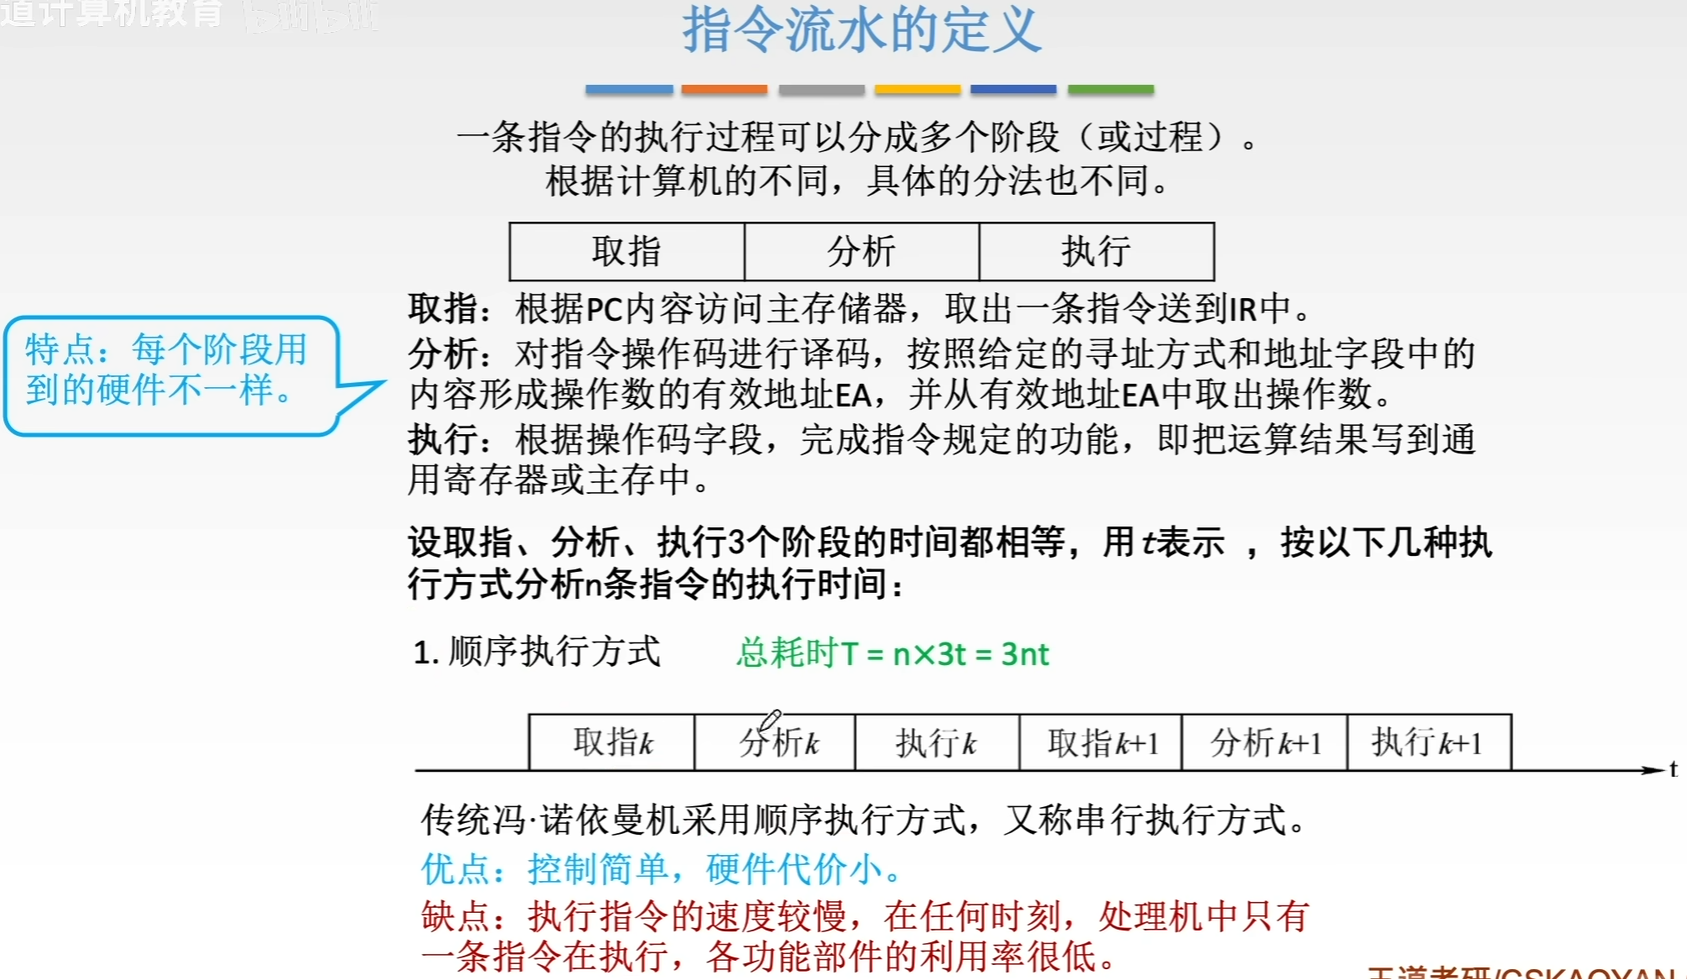 道计算机教育 bilibili
指令流水的定义
一条指令的执行过程可以分成多个阶段（或过程）。
根据计算机的不同，具体的分法也不同。
取指 分析 执行
取指：根据PC内容访问主存储器，取出一条指令送到IR中。
特点：每个阶段用
到的硬件不一样。
分析：对指令操作码进行译码，按照给定的寻址方式和地址字段中的
内容形成操作数的有效地址EA，并从有效地址EA中取出操作数。
执行：根据操作码字段，完成指令规定的功能，即把运算结果写到通
用寄存器或主存中。
设取指、分析、执行3个阶段的时间都相等，用t表示 ，按以下几种执
行方式分析n条指令的执行时间：
1. 顺序执行方式 总耗时T = n×3t = 3nt
取指k 分析k 执行k 取指k+1 分析k+1 执行k+1
t
传统冯·诺依曼机采用顺序执行方式，又称串行执行方式。
优点：控制简单，硬件代价小。
缺点：执行指令的速度较慢，在任何时刻，处理机中只有
一条指令在执行，各功能部件的利用率很低。
王道考研/CSKAOYAN